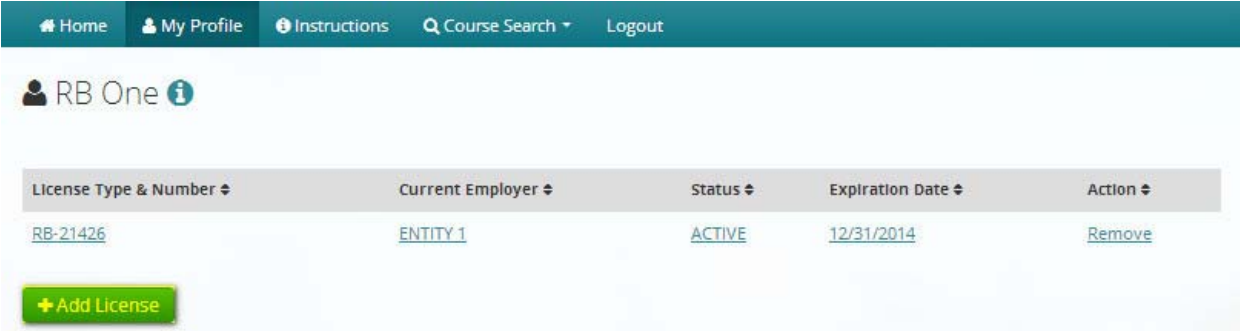 Home My Profile Instructions Course Search Logout
RB One
License Type & Number Current Employer Status Expiration Date Action
RB-21426 ENTITY 1 ACTIVE 12/31/2014 Remove
+Add License